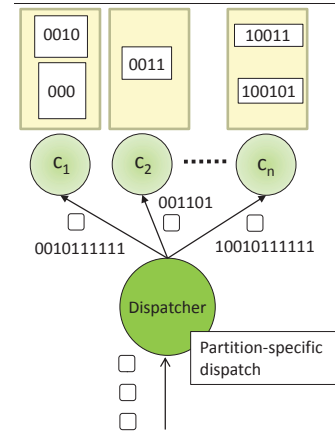 0010
000
0011
10011
100101
C1
C2
Cn
001101
0010111111
10010111111
Dispatcher
Partition-specific
dispatch